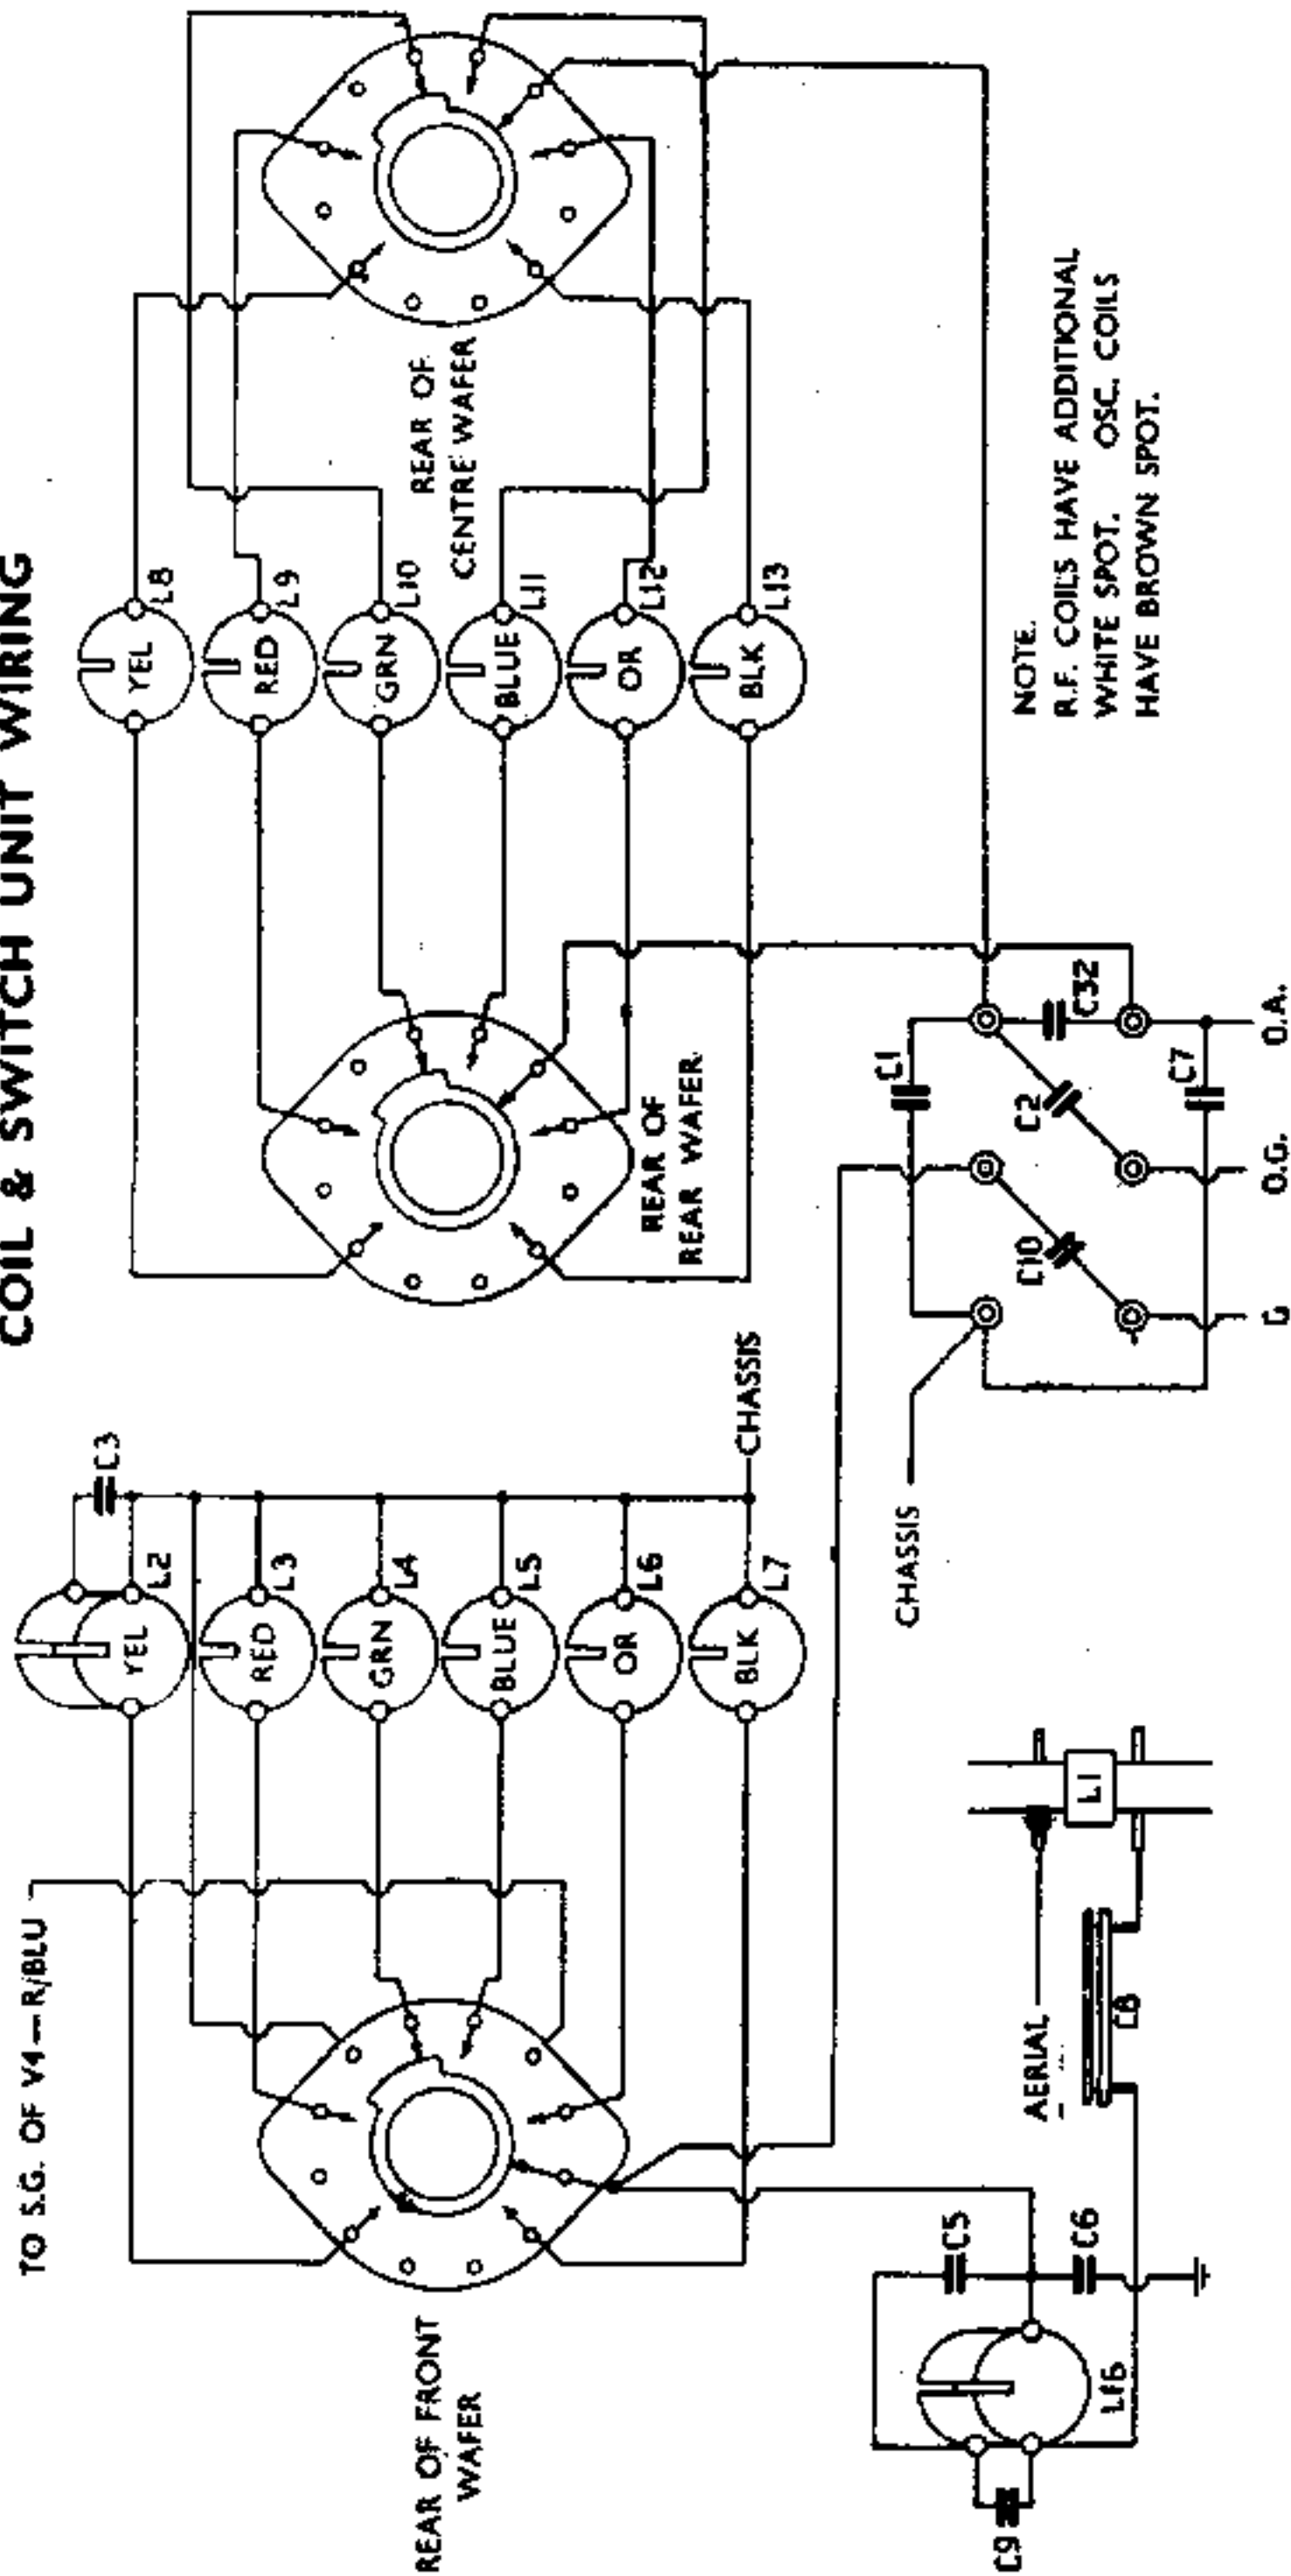 COIL & SWITCH UNIT WIRING
TO S.G. OF V4—R/BLU
REAR OF FRONT
WAFER
C3
YEL
L2
RED
L3
GRN
L4
BLUE
L5
OR
L6
BLK
L7
CHASSIS
YEL
L8
RED
L9
GRN
L10
BLUE
L11
OR
L12
BLK
L13
REAR OF
REAR WAFER
REAR OF
CENTRE WAFER
C9
L16
C5
C6
AERIAL
C8
L1
CHASSIS
C1
C10
C2
C32
C7
G
O.G.
O.A.
NOTE.
R.F. COILS HAVE ADDITIONAL
WHITE SPOT. OSC. COILS
HAVE BROWN SPOT.